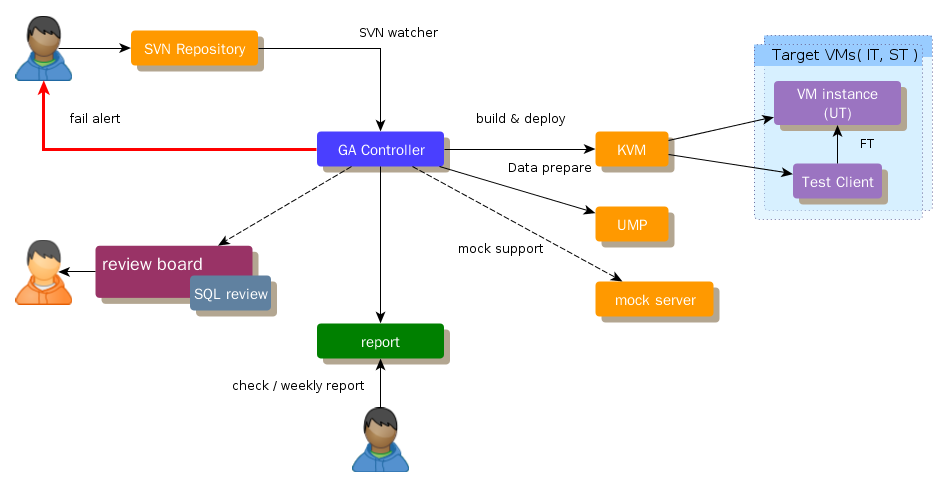 SVN watcher
SVN Repository
Target VMs( IT, ST )
VM instance
(UT)
fail alert
build & deploy
GA Controller
KVM
FT
Data prepare
Test Client
UMP
mock support
review board
SQL review
mock server
report
check / weekly report